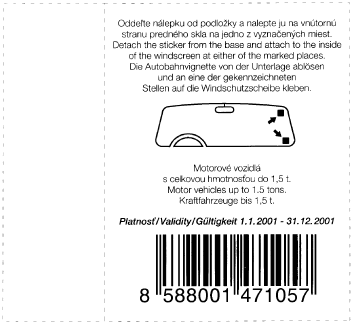 Oddeľte nálepku od podložky a nalepte ju na vnútornú
stranu predného skla na jedno z vyznačených miest.
Detach the sticker from the base and attach to the inside
of the windscreen at either of the marked places.
Die Autobahnvignette von der Unterlage ablösen
und an eine der gekennzeichneten
Stellen auf die Windschutzscheibe kleben.
Motorové vozidlá
s celkovou hmotnosťou do 1,5 t.
Motor vehicles up to 1.5 tons.
Kraftfahrzeuge bis 1,5 t.
Platnosť/Validity/Gültigkeit 1.1.2001 - 31.12.2001
8 588001 471057